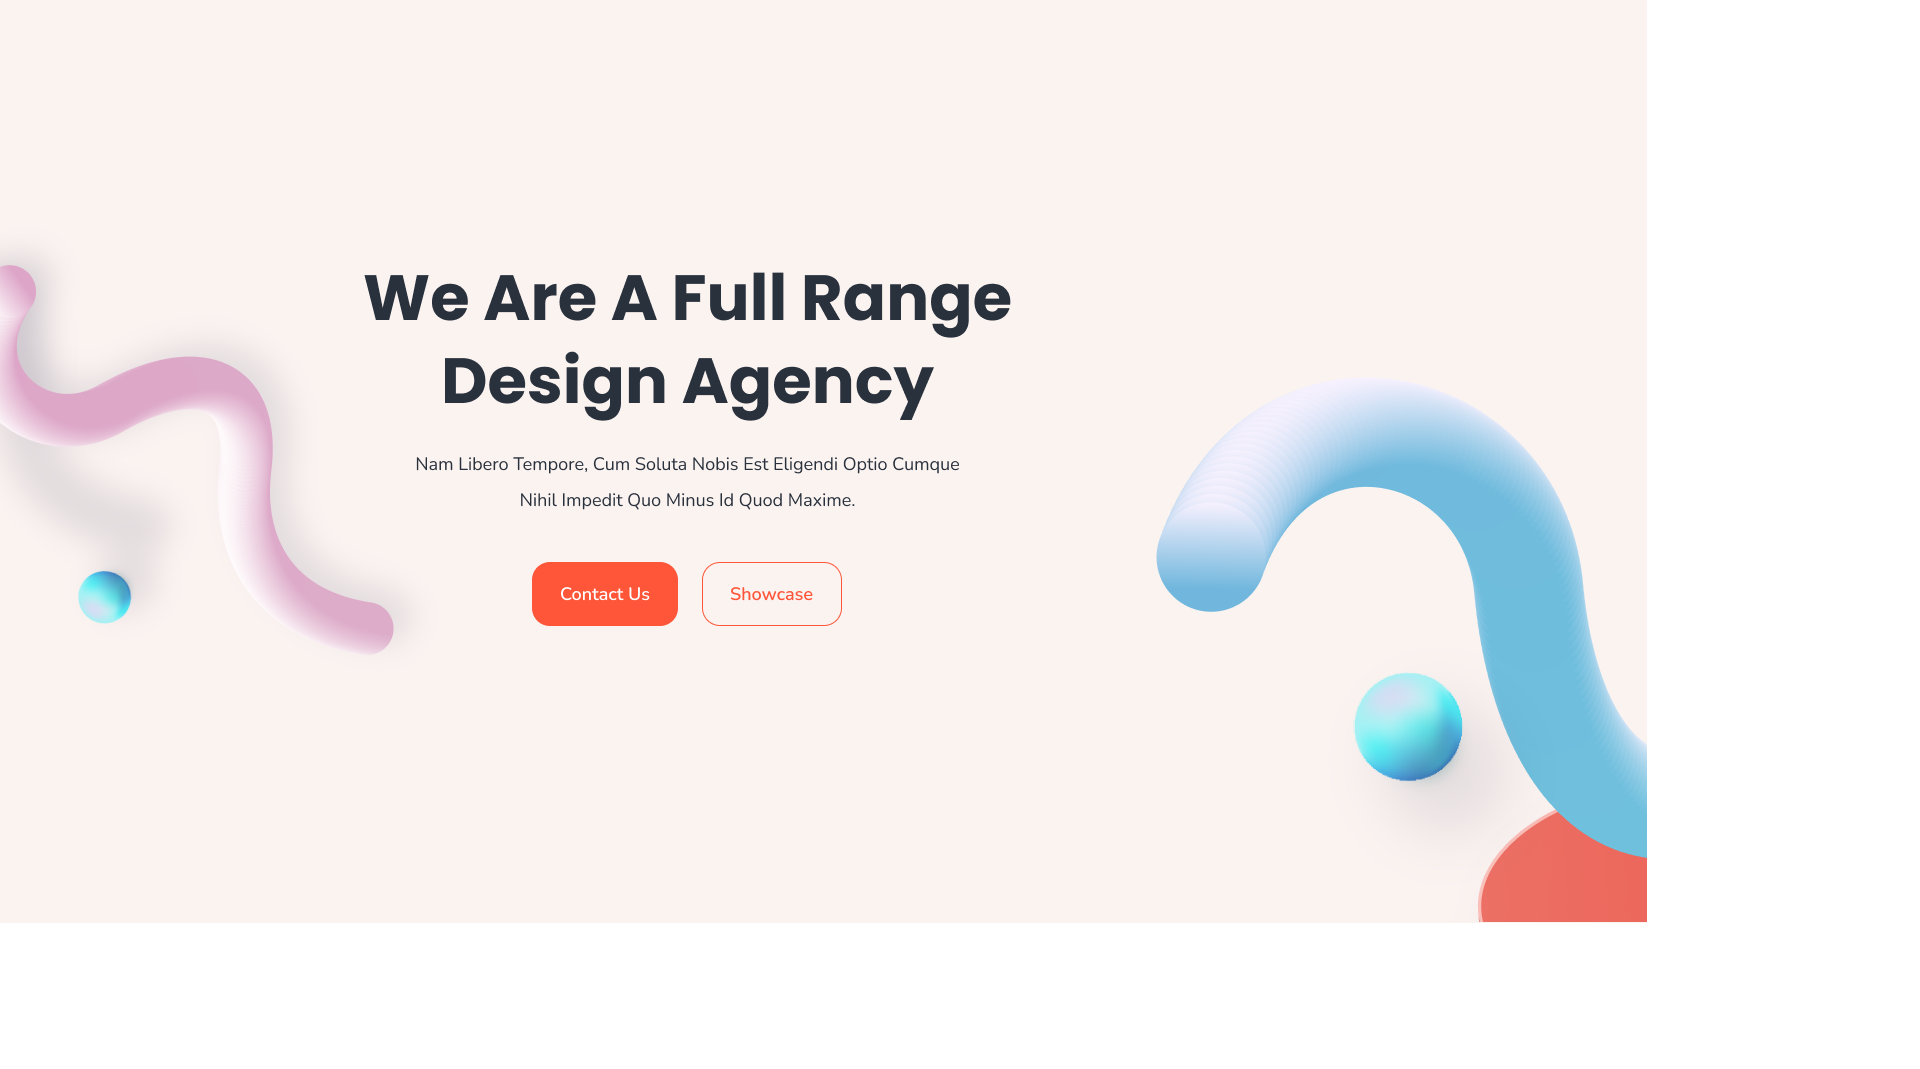 We Are A Full Range
Design Agency
Nam Libero Tempore, Cum Soluta Nobis Est Eligendi Optio Cumque
Nihil Impedit Quo Minus Id Quod Maxime.
Contact Us
Showcase